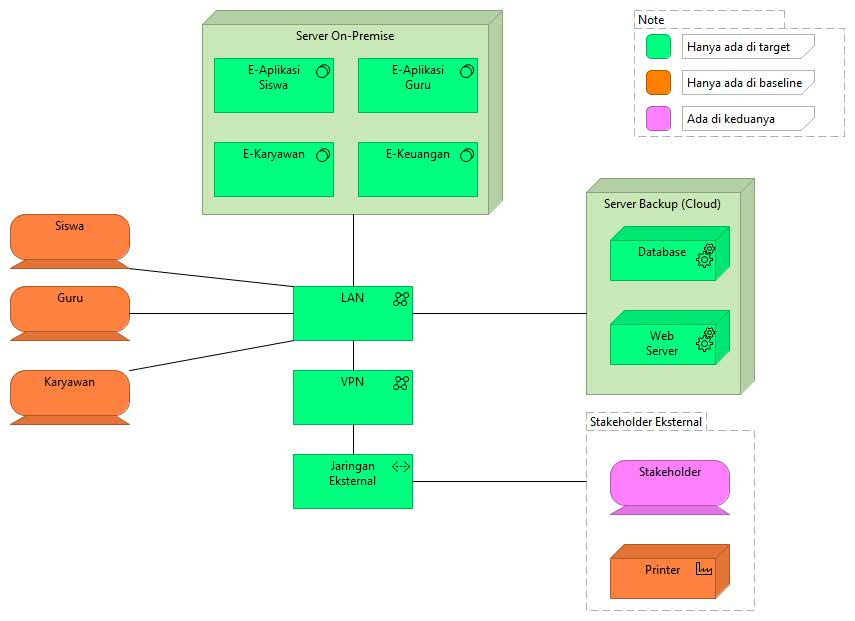 Server On-Premise
E-Aplikasi
Siswa
E-Aplikasi
Guru
E-Karyawan
E-Keuangan
Note
Hanya ada di target
Hanya ada di baseline
Ada di keduanya
Siswa
Guru
Karyawan
LAN
VPN
Jaringan
Eksternal
Server Backup (Cloud)
Database
Web
Server
Stakeholder Eksternal
Stakeholder
Printer